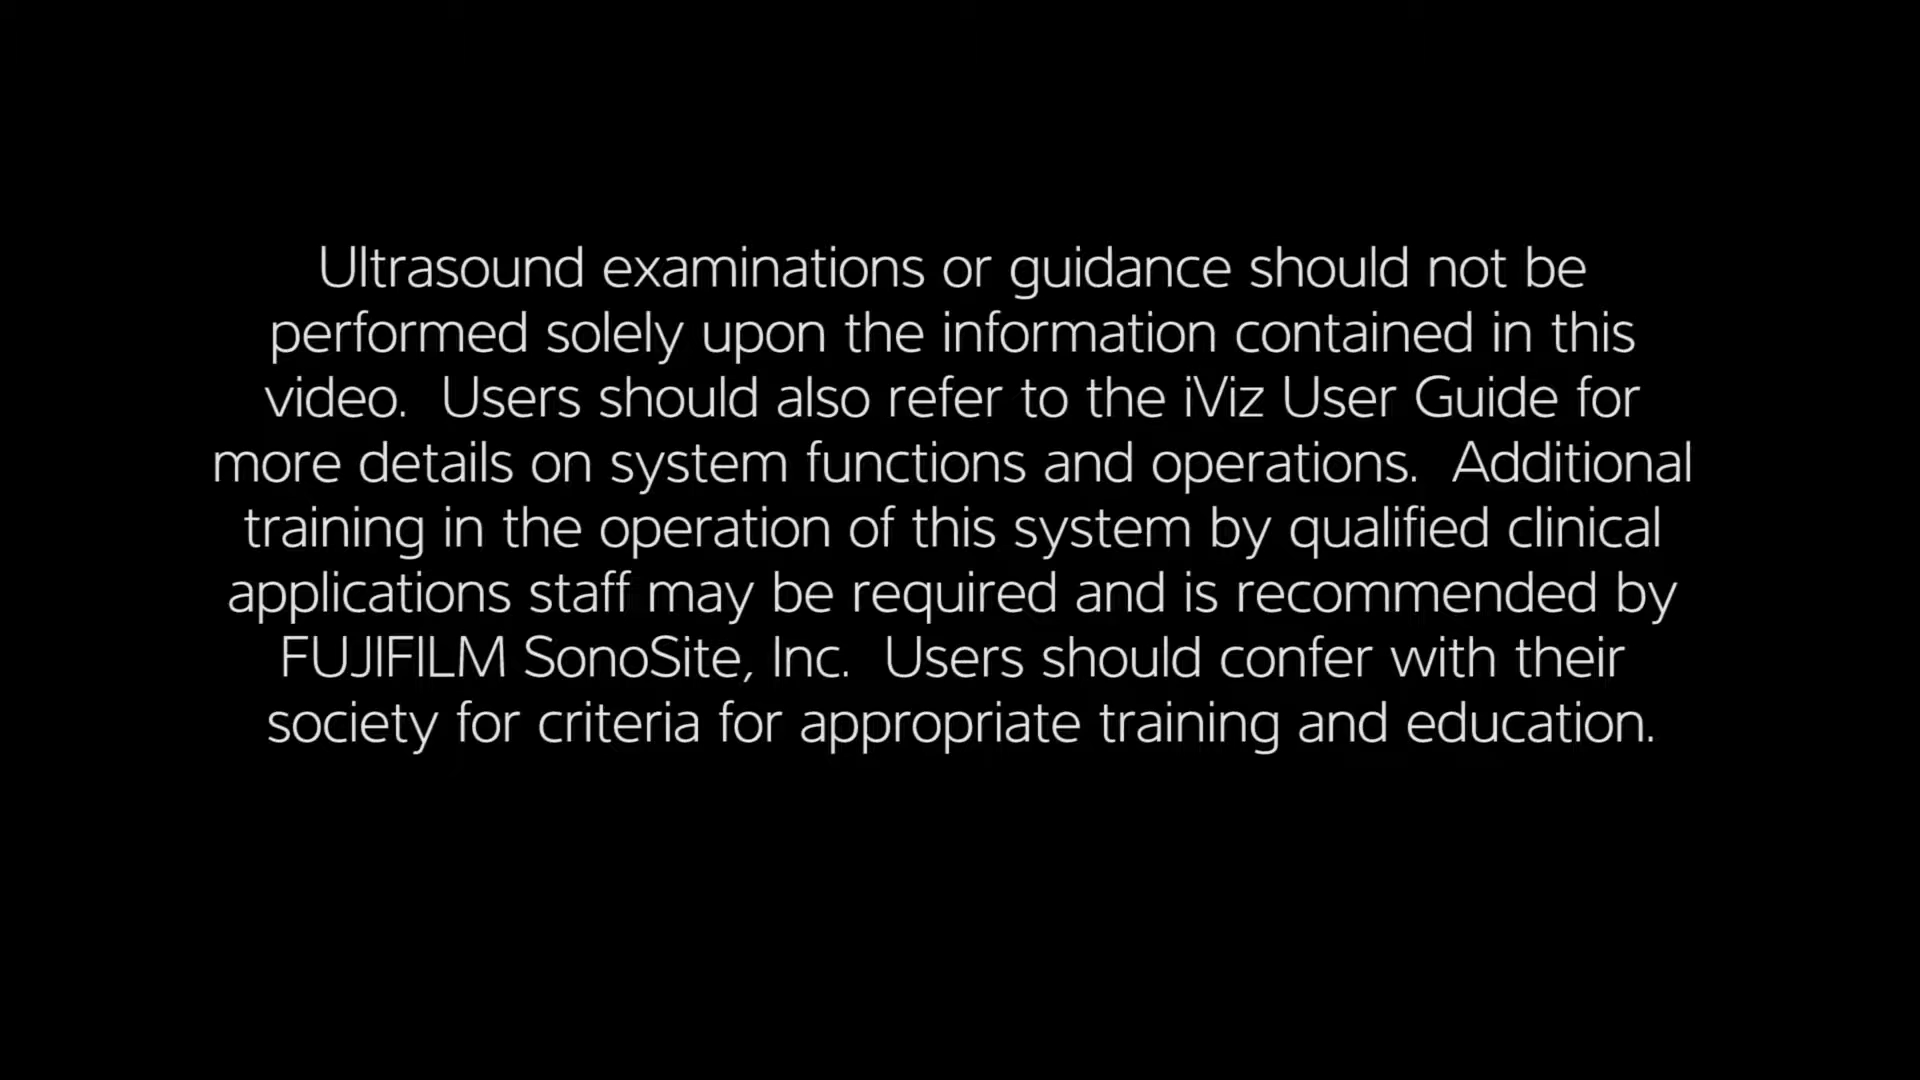 Ultrasound examinations or guidance should not be
performed solely upon the information contained in this
video.  Users should also refer to the iViz User Guide for
more details on system functions and operations.  Additional
training in the operation of this system by qualified clinical
applications staff may be required and is recommended by
FUJIFILM SonoSite, Inc.  Users should confer with their
society for criteria for appropriate training and education.